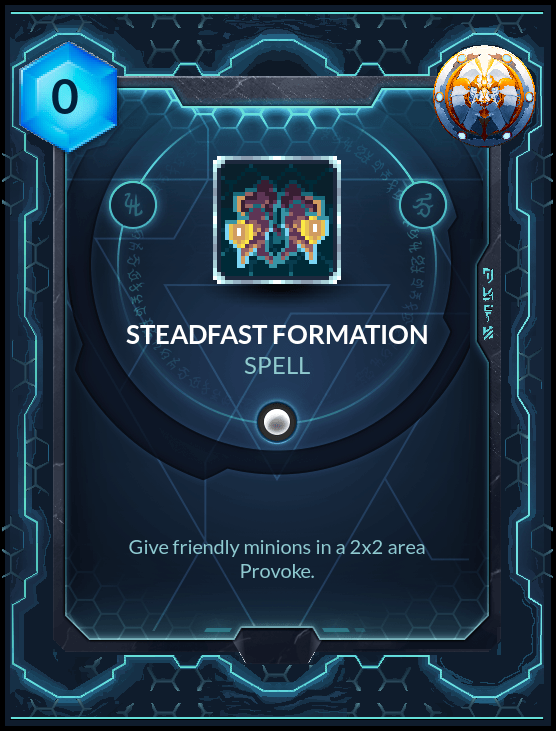 0
STEADFAST FORMATION
SPELL
Give friendly minions in a 2x2 area
Provoke.